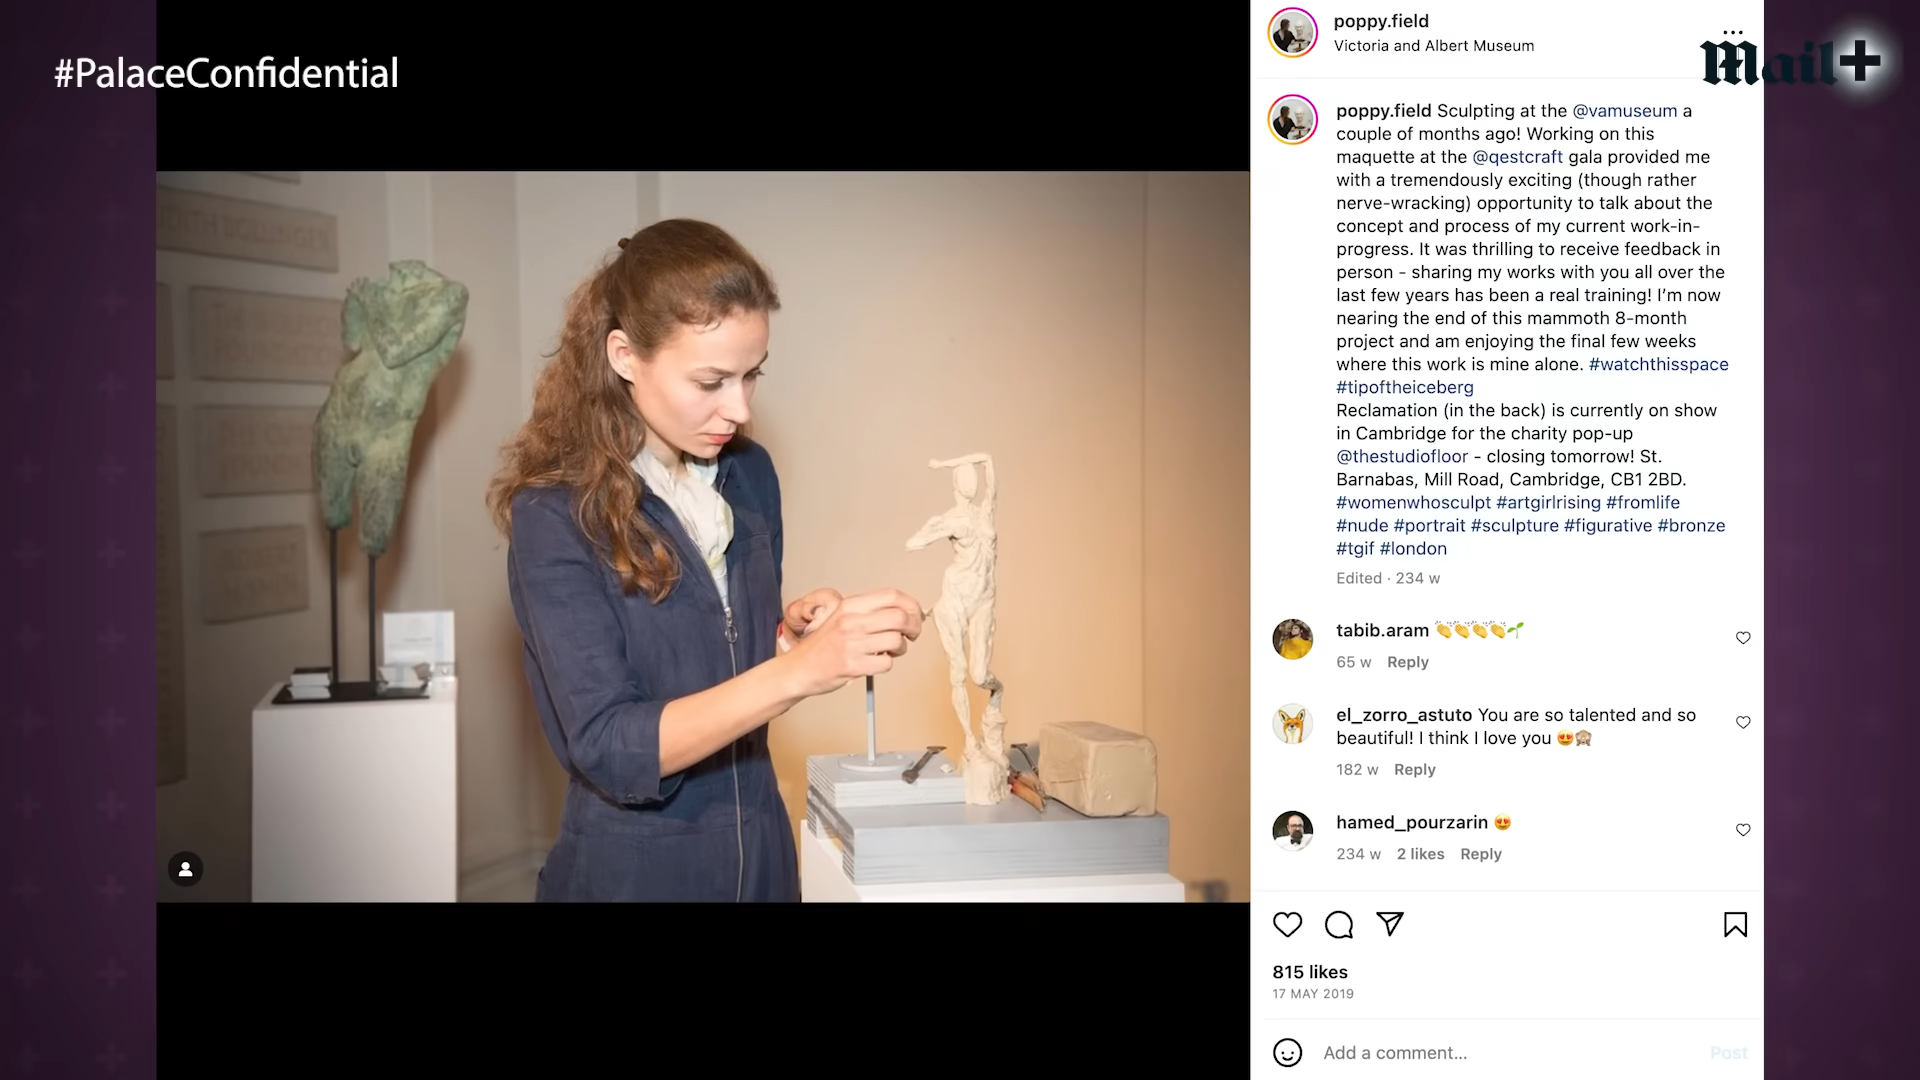 #PalaceConfidential
poppy.field
Victoria and Albert Museum
Mail+
poppy.field Sculpting at the @vamuseum a
couple of months ago! Working on this
maquette at the @qestcraft gala provided me
with a tremendously exciting (though rather
nerve-wracking) opportunity to talk about the
concept and process of my current work-in-
progress. It was thrilling to receive feedback in
person - sharing my works with you all over the
last few years has been a real training! I'm now
nearing the end of this mammoth 8-month
project and am enjoying the final few weeks
where this work is mine alone. #watchthisspace
#tipoftheiceberg
Reclamation (in the back) is currently on show
in Cambridge for the charity pop-up
@thestudiofloor - closing tomorrow! St.
Barnabas, Mill Road, Cambridge, CB1 2BD.
#womenwhosculpt #artgirlrising #fromlife
#nude #portrait #sculpture #figurative #bronze
#tgif #london
Edited · 234 w
tabib.aram 👏👏👏👏🌱
65 w Reply
el_zorro_astuto You are so talented and so
beautiful! I think I love you 😍🙈
182 w Reply
hamed_pourzarin 😍
234 w 2 likes Reply
815 likes
17 MAY 2019
Add a comment...
Post